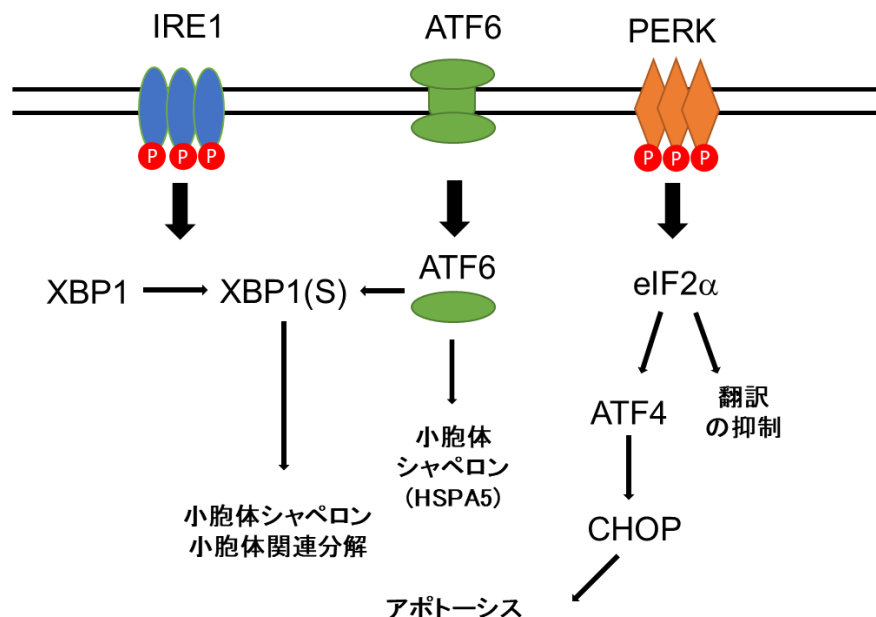 IRE1
ATF6
PERK
P P P
P P P
XBP1
XBP1(S)
ATF6
eIF2α
ATF4
翻訳
の抑制
小胞体
シャペロン
(HSPA5)
小胞体シャペロン
小胞体関連分解
CHOP
アポトーシス